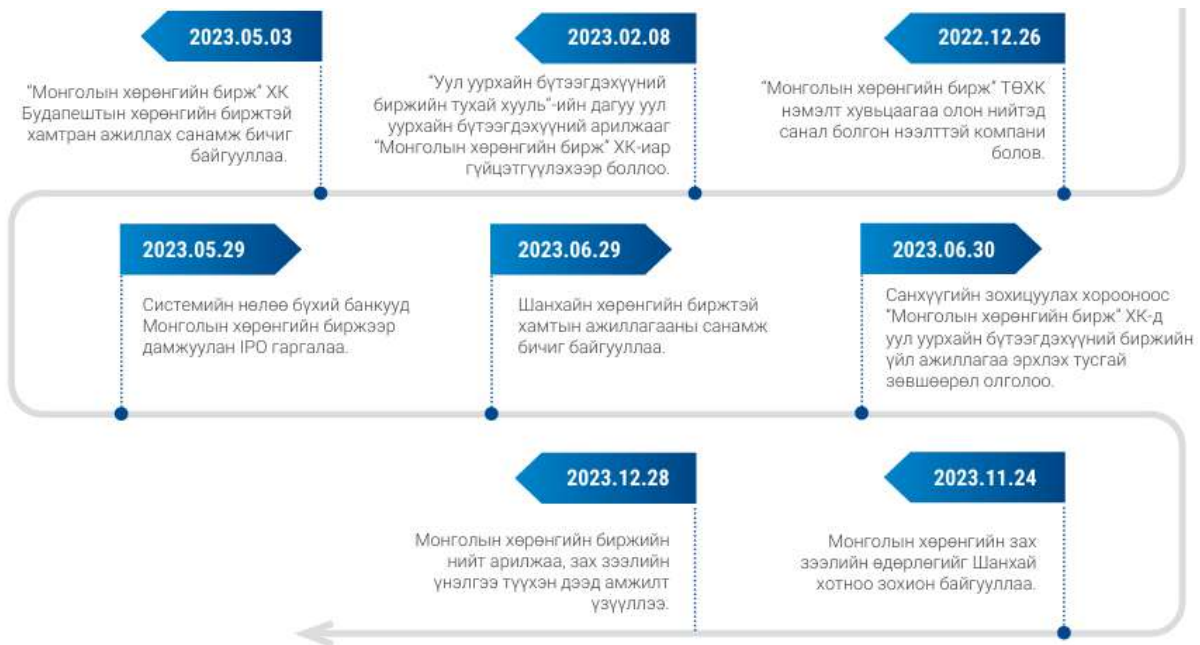 2022.12.26
"Монголын хөрөнгийн бирж" ТӨХК
нэмэлт хувьцаагаа олон нийтэд
санал болгон нээлттэй компани
болов.
2023.02.08
"Уул уурхайн бүтээгдэхүүний
биржийн тухай хууль"-ийн дагуу уул
уурхайн бүтээгдэхүүний арилжааг
"Монголын хөрөнгийн бирж" ХК-иар
гүйцэтгүүлэхээр боллоо.
2023.05.03
"Монголын хөрөнгийн бирж" ХК
Будапештын хөрөнгийн биржтэй
хамтран ажиллах санамж бичиг
байгууллаа.
2023.05.29
Системийн нөлөө бүхий банкууд
Монголын хөрөнгийн биржээр
дамжуулан IPO гаргалаа.
2023.06.29
Шанхайн хөрөнгийн биржтэй
хамтын ажиллагааны санамж
бичиг байгууллаа.
2023.06.30
Санхүүгийн зохицуулах хорооноос
"Монголын хөрөнгийн бирж" ХК-д
уул уурхайн бүтээгдэхүүний биржийн
үйл ажиллагаа эрхлэх тусгай
зөвшөөрөл олголоо.
2023.11.24
Монголын хөрөнгийн зах
зээлийн өдөрлөгийг Шанхай
хотноо зохион байгууллаа.
2023.12.28
Монголын хөрөнгийн биржийн
нийт арилжаа, зах зээлийн
үнэлгээ түүхэн дээд амжилт
үзүүллээ.